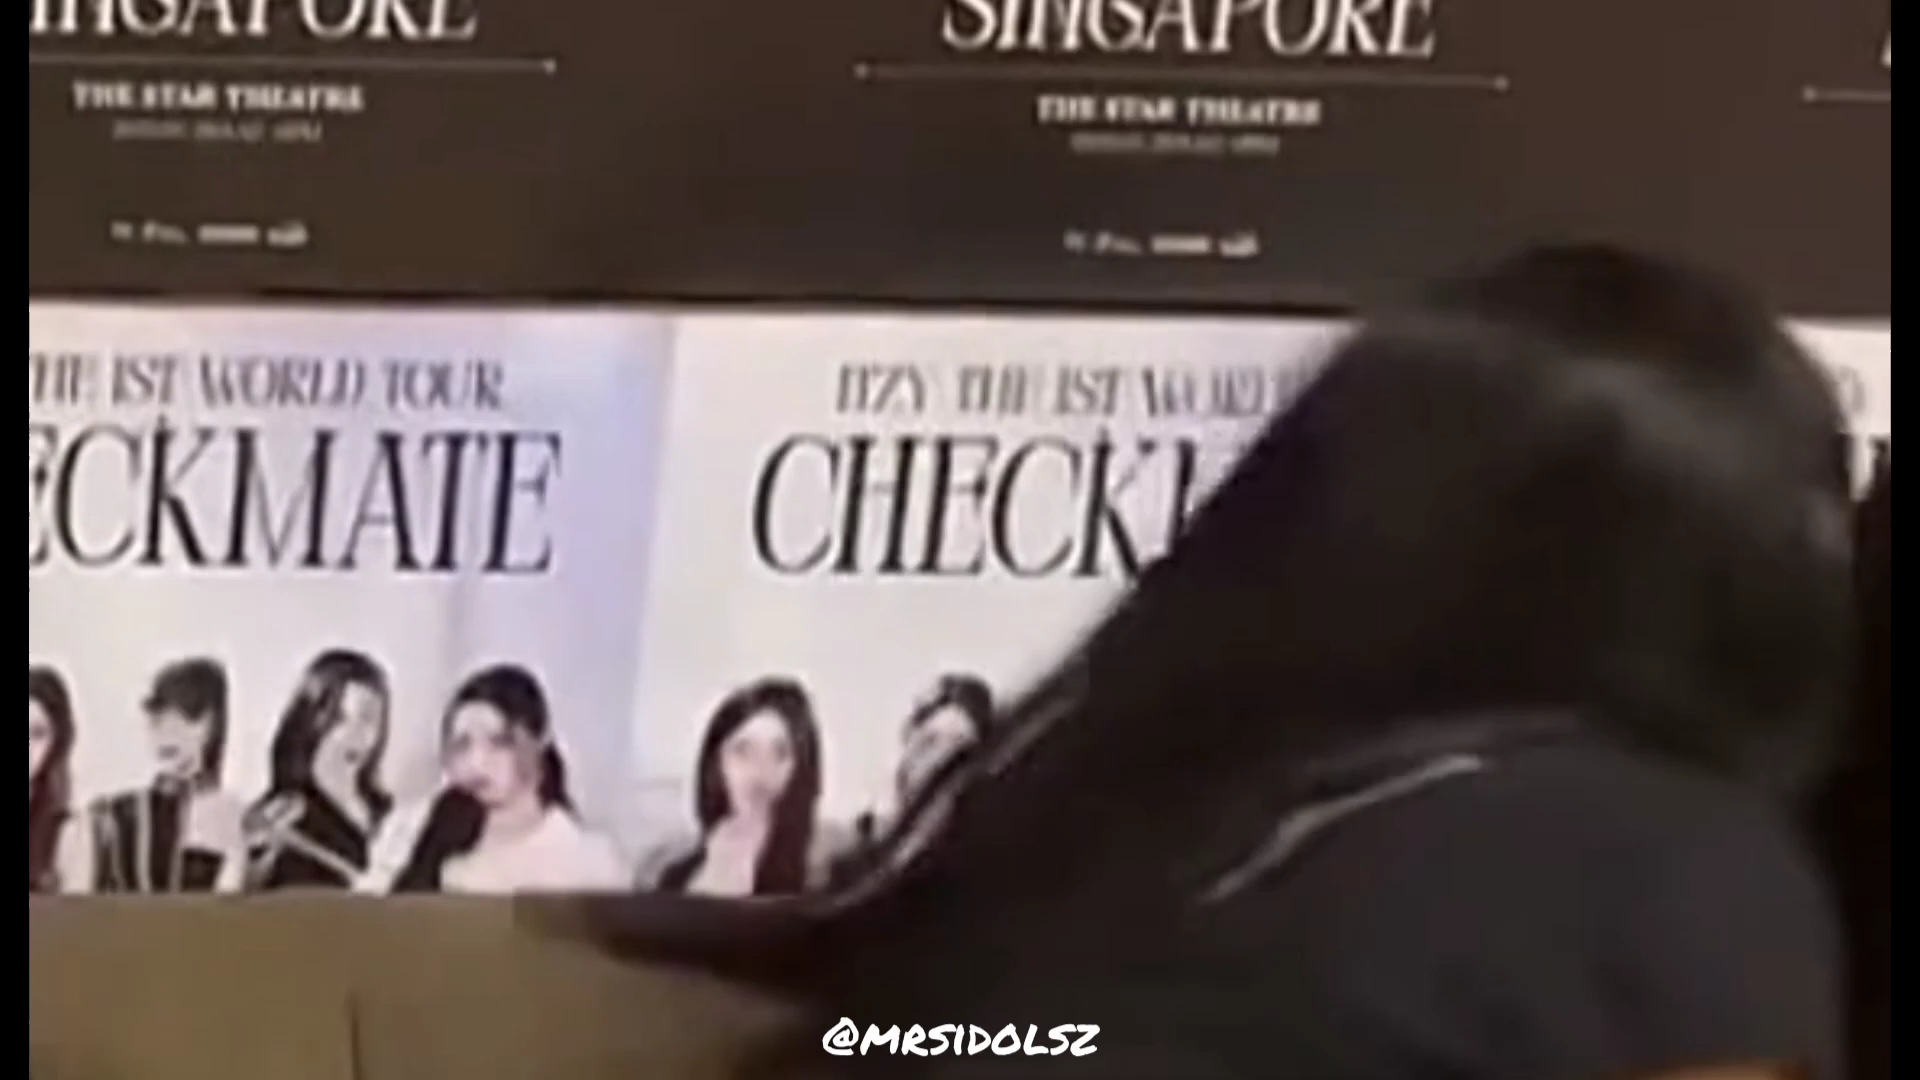 SINGAPORE
THE STAR THEATRE
SINGAPORE
THE STAR THEATRE
THE 1ST WORLD TOUR
ECKMATE
ITZY THE 1ST WORL
CHECK
@MRSIDOLSZ